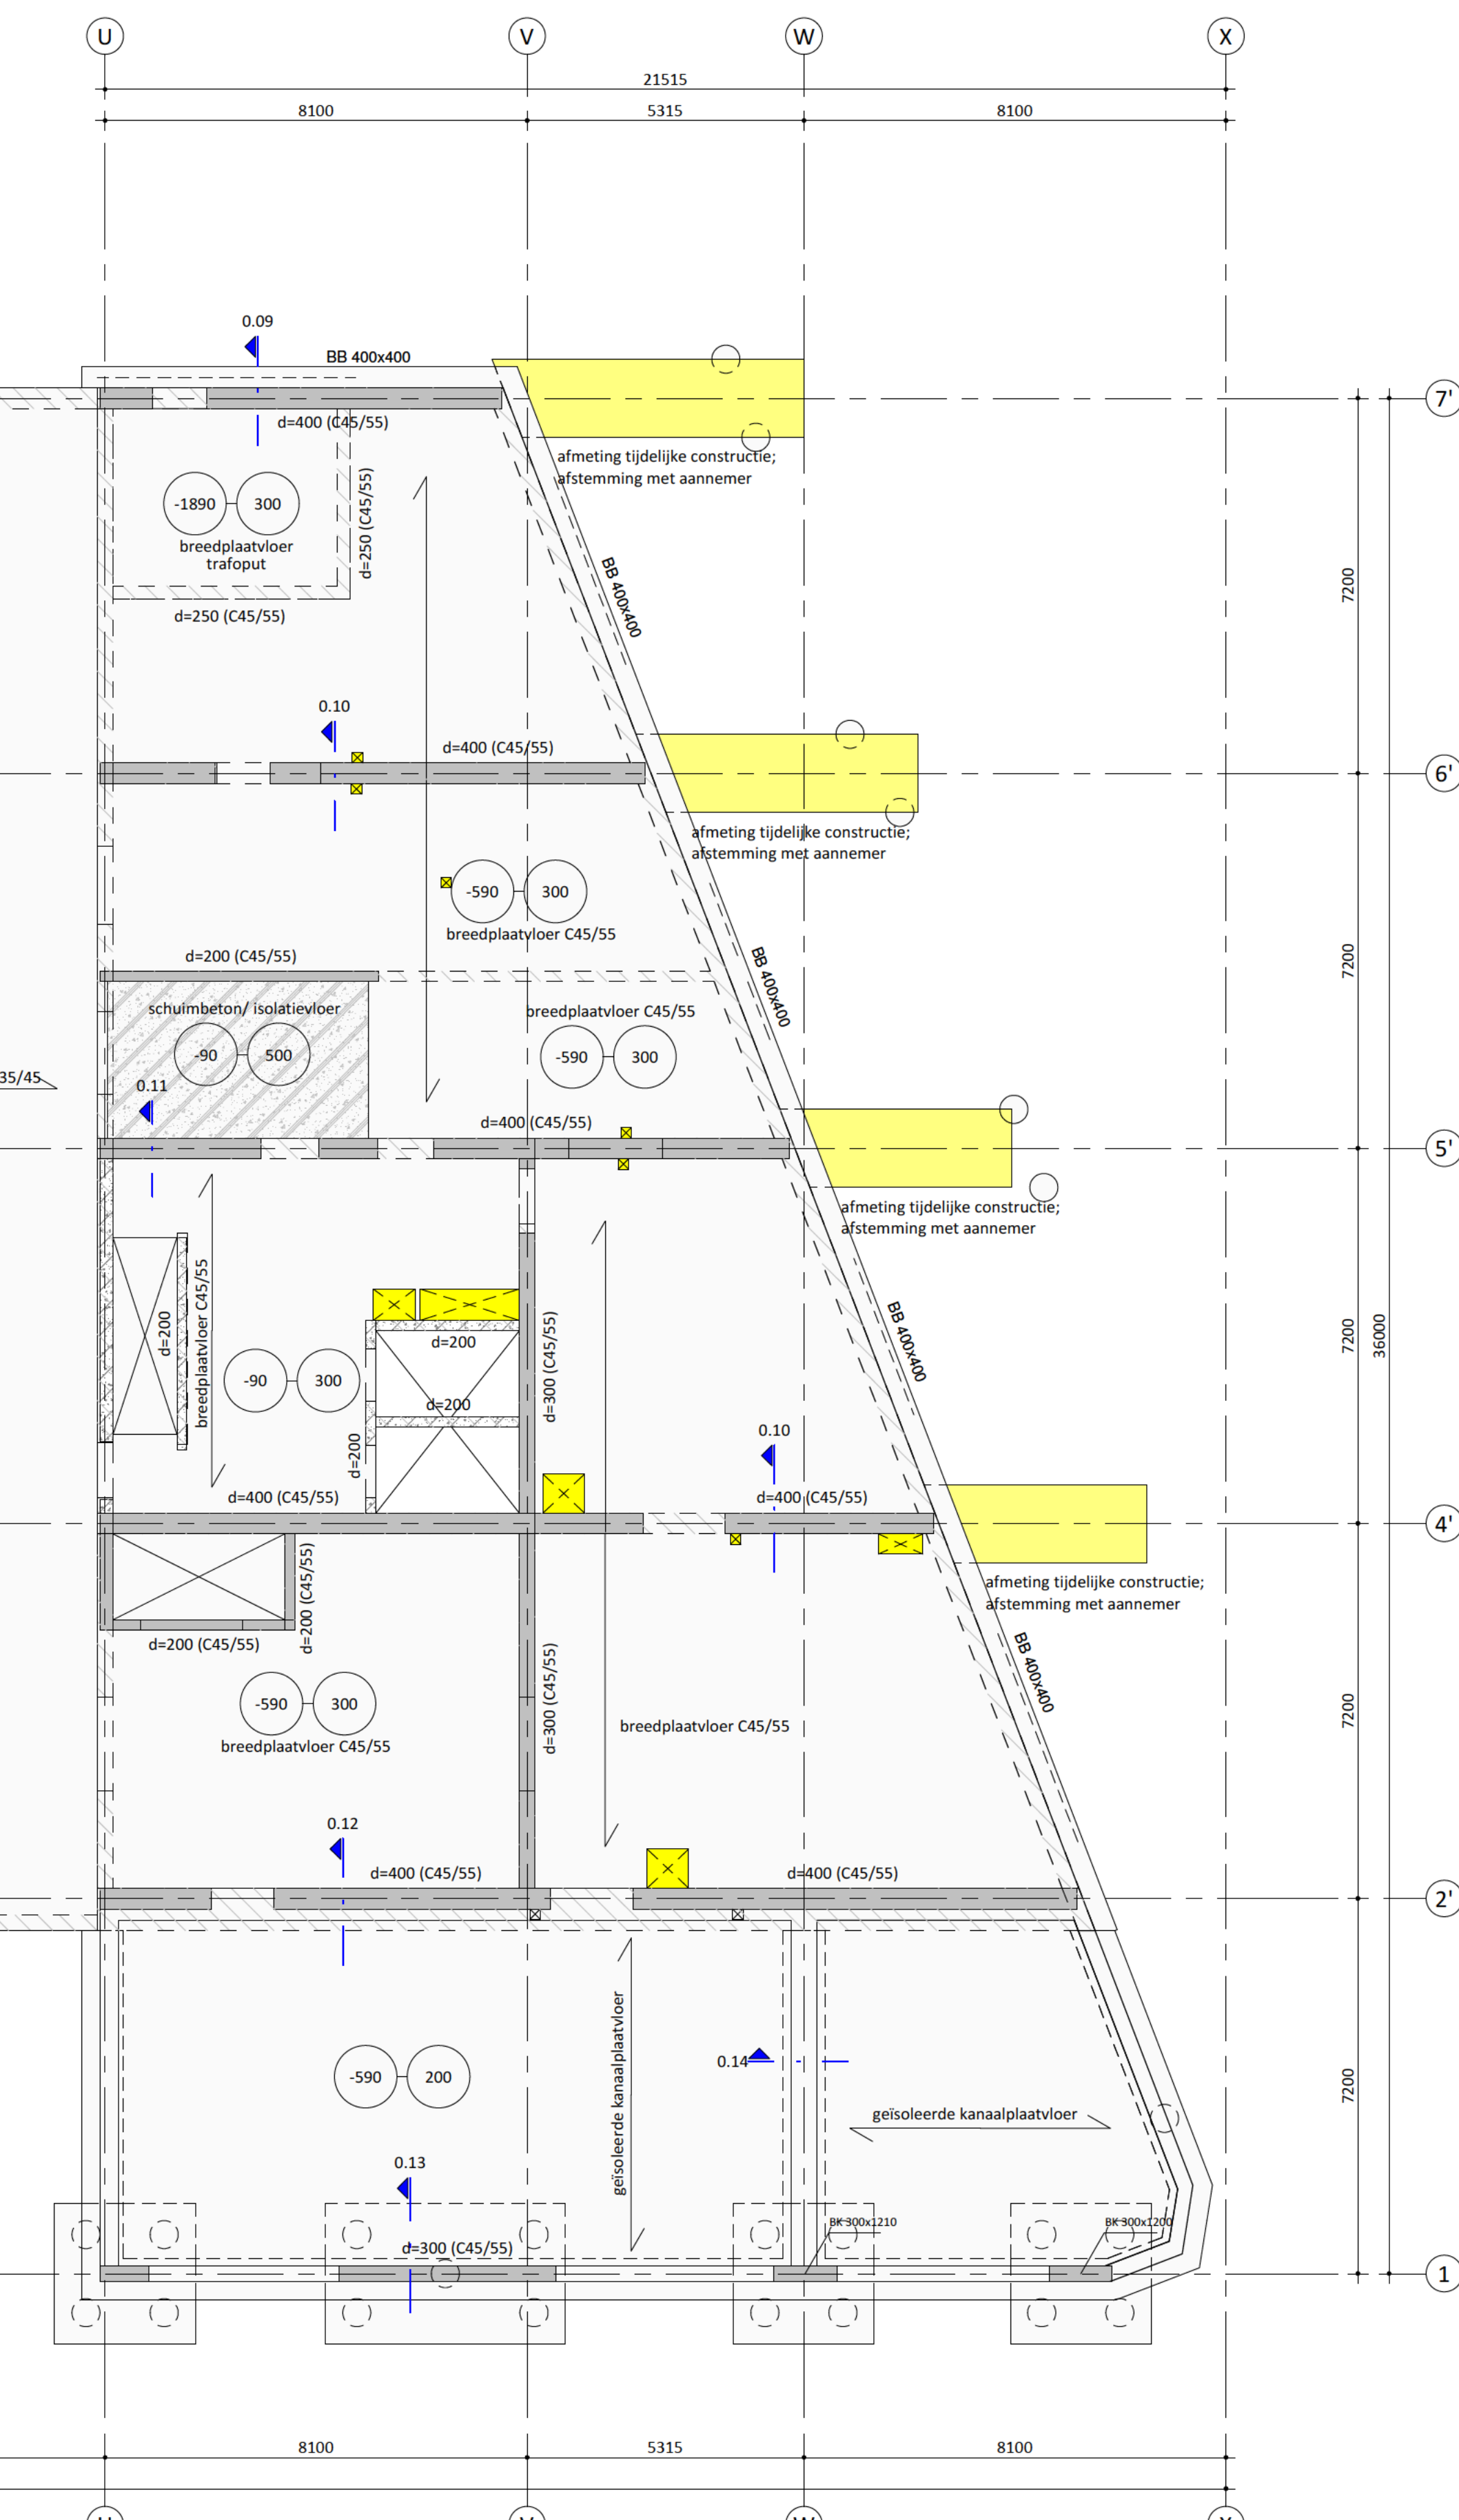 U
V
W
X
21515
8100
5315
8100
0.09
BB 400x400
7'
d=400 (C45/55)
afmeting tijdelijke constructie;
afstemming met aannemer
-1890
300
d=250 (C45/55)
breedplaatvloer
trafoput
BB 400x400
7200
d=250 (C45/55)
0.10
d=400 (C45/55)
6'
afmeting tijdelijke constructie;
afstemming met aannemer
-590
300
breedplaatvloer C45/55
d=200 (C45/55)
BB 400x400
7200
schuimbeton/ isolatievloer
breedplaatvloer C45/55
-90
500
-590
300
35/45
0.11
d=400 (C45/55)
5'
afmeting tijdelijke constructie;
afstemming met aannemer
d=200
breedplaatvloer C45/55
d=200
d=300 (C45/55)
BB 400x400
7200
36000
-90
300
d=200
d=200
0.10
d=400 (C45/55)
d=400 (C45/55)
4'
afmeting tijdelijke constructie;
afstemming met aannemer
d=200 (C45/55)
d=200 (C45/55)
d=300 (C45/55)
BB 400x400
7200
-590
300
breedplaatvloer C45/55
breedplaatvloer C45/55
0.12
d=400 (C45/55)
d=400 (C45/55)
2'
geïsoleerde kanaalplaatvloer
0.14
-590
200
7200
geïsoleerde kanaalplaatvloer
0.13
BK 300x1210
BK 300x1200
d=300 (C45/55)
1
8100
5315
8100